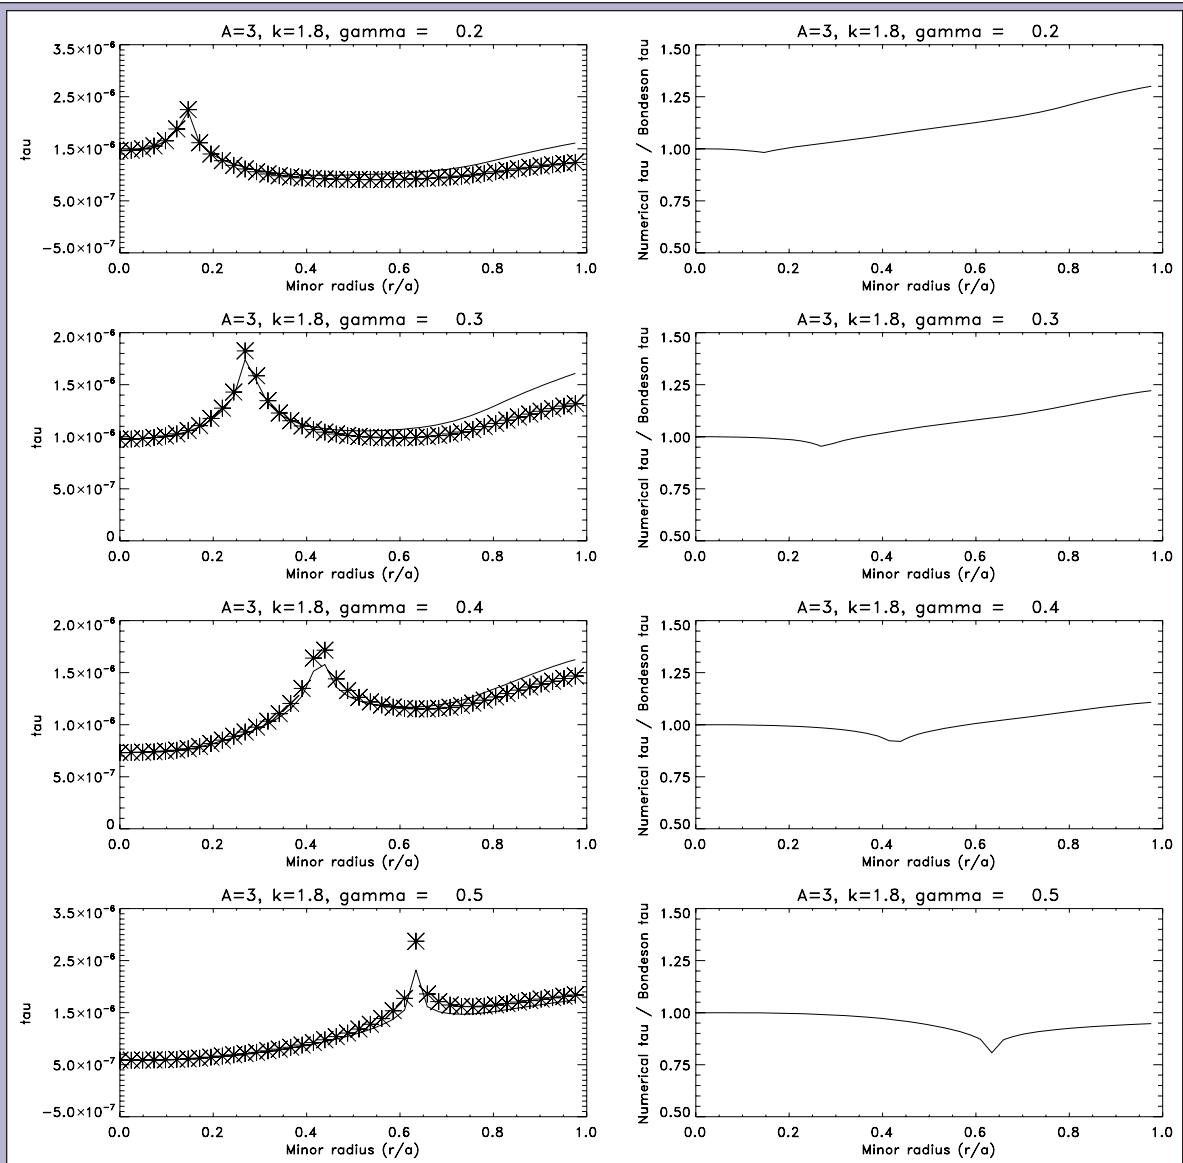 A=3, k=1.8, gamma = 0.2
3.5×10⁻⁶
2.5×10⁻⁶
1.5×10⁻⁶
5.0×10⁻⁷
−5.0×10⁻⁷
tau
0.0 0.2 0.4 0.6 0.8 1.0
Minor radius (r/a)
A=3, k=1.8, gamma = 0.2
1.50
1.25
1.00
0.75
0.50
Numerical tau / Bondeson tau
0.0 0.2 0.4 0.6 0.8 1.0
Minor radius (r/a)
A=3, k=1.8, gamma = 0.3
2.0×10⁻⁶
1.5×10⁻⁶
1.0×10⁻⁶
5.0×10⁻⁷
0
tau
0.0 0.2 0.4 0.6 0.8 1.0
Minor radius (r/a)
A=3, k=1.8, gamma = 0.3
1.50
1.25
1.00
0.75
0.50
Numerical tau / Bondeson tau
0.0 0.2 0.4 0.6 0.8 1.0
Minor radius (r/a)
A=3, k=1.8, gamma = 0.4
2.0×10⁻⁶
1.5×10⁻⁶
1.0×10⁻⁶
5.0×10⁻⁷
0
tau
0.0 0.2 0.4 0.6 0.8 1.0
Minor radius (r/a)
A=3, k=1.8, gamma = 0.4
1.50
1.25
1.00
0.75
0.50
Numerical tau / Bondeson tau
0.0 0.2 0.4 0.6 0.8 1.0
Minor radius (r/a)
A=3, k=1.8, gamma = 0.5
3.5×10⁻⁶
2.5×10⁻⁶
1.5×10⁻⁶
5.0×10⁻⁷
−5.0×10⁻⁷
tau
0.0 0.2 0.4 0.6 0.8 1.0
Minor radius (r/a)
A=3, k=1.8, gamma = 0.5
1.50
1.25
1.00
0.75
0.50
Numerical tau / Bondeson tau
0.0 0.2 0.4 0.6 0.8 1.0
Minor radius (r/a)